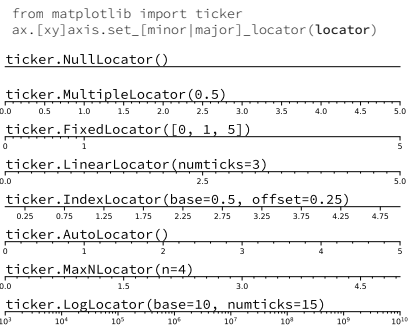 from matplotlib import ticker
ax.[xy]axis.set_[minor|major]_locator(locator)
ticker.NullLocator()
ticker.MultipleLocator(0.5)
0.0 0.5 1.0 1.5 2.0 2.5 3.0 3.5 4.0 4.5 5.0
ticker.FixedLocator([0, 1, 5])
0 1 5
ticker.LinearLocator(numticks=3)
0.0 2.5 5.0
ticker.IndexLocator(base=0.5, offset=0.25)
0.25 0.75 1.25 1.75 2.25 2.75 3.25 3.75 4.25 4.75
ticker.AutoLocator()
0 1 2 3 4 5
ticker.MaxNLocator(n=4)
0.0 1.5 3.0 4.5
ticker.LogLocator(base=10, numticks=15)
10³ 10⁴ 10⁵ 10⁶ 10⁷ 10⁸ 10⁹ 10¹⁰